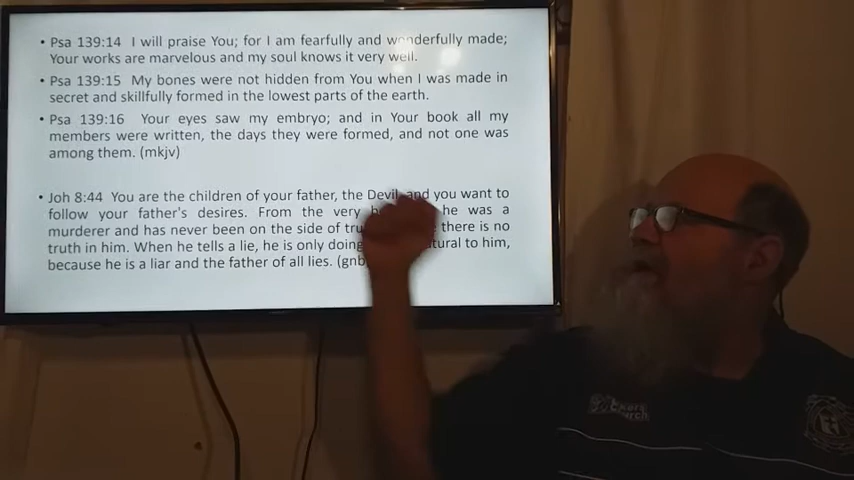 • Psa 139:14 I will praise You; for I am fearfully and wonderfully made;
Your works are marvelous and my soul knows it very well.
• Psa 139:15 My bones were not hidden from You when I was made in
secret and skillfully formed in the lowest parts of the earth.
• Psa 139:16 Your eyes saw my embryo; and in Your book all my
members were written, the days they were formed, and not one was
among them. (mkjv)
• Joh 8:44 You are the children of your father, the Devil, and you want to
follow your father's desires. From the very he was a
murderer and has never been on the side of there is no
truth in him. When he tells a lie, he is only doing to him,
because he is a liar and the father of all lies. (gnb